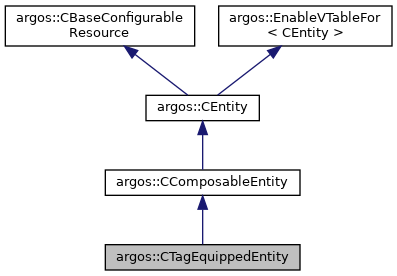 argos::CBaseConfigurable
Resource
argos::EnableVTableFor
< CEntity >
argos::CEntity
argos::CComposableEntity
argos::CTagEquippedEntity